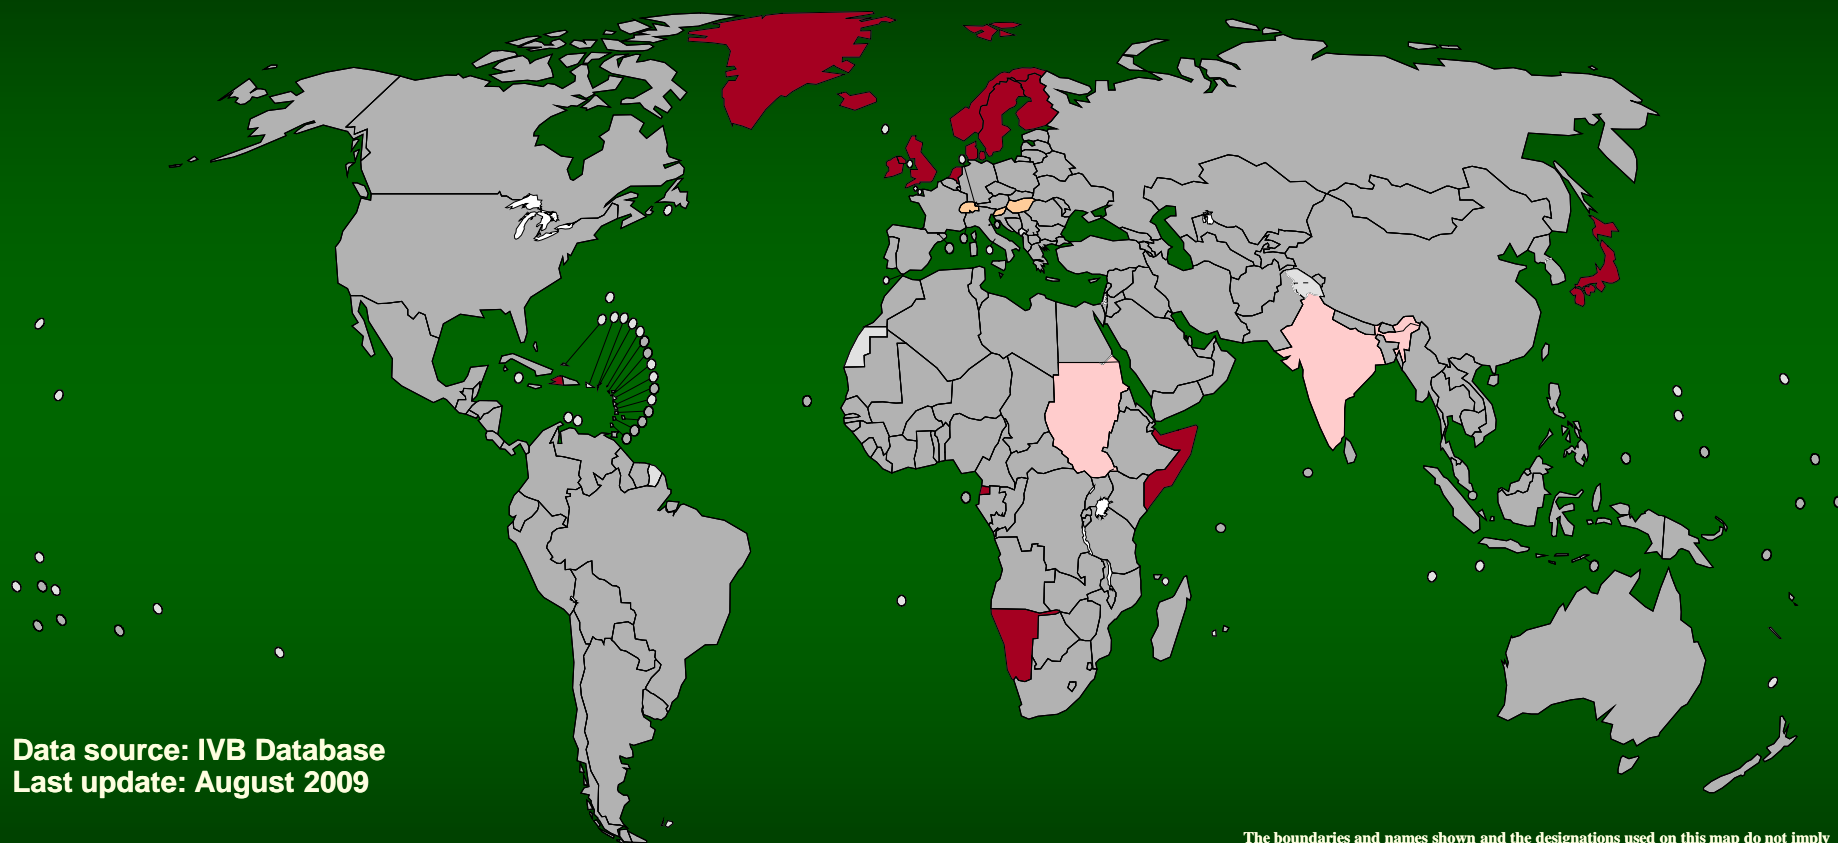 Data source: IVB Database
Last update: August 2009
The boundaries and names shown and the designations used on this map do not imply